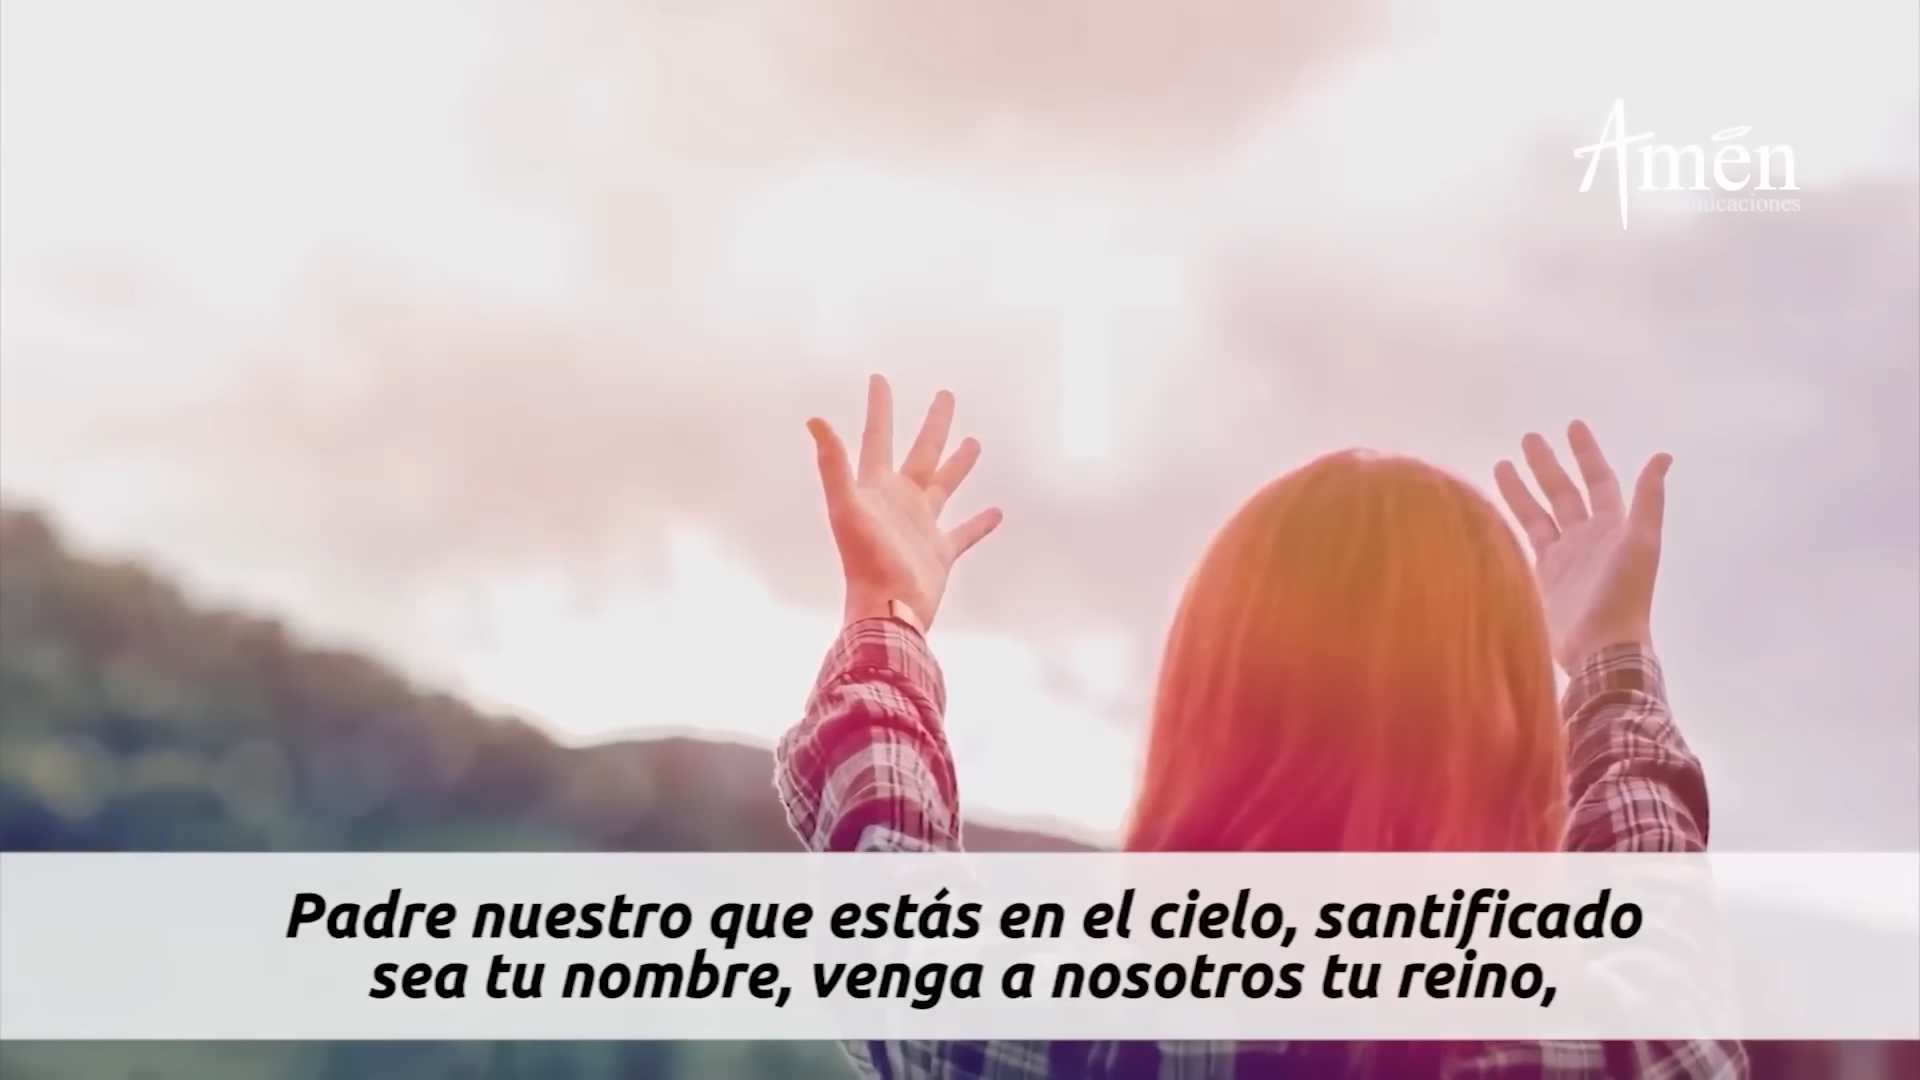 Amén
Padre nuestro que estás en el cielo, santificado
sea tu nombre, venga a nosotros tu reino,